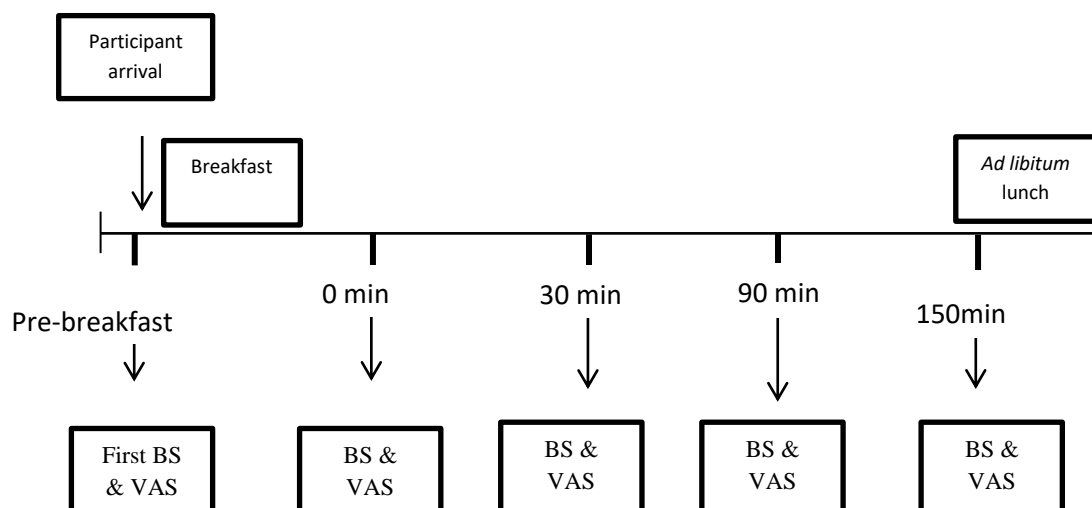 Participant
arrival
Breakfast
Ad libitum
lunch
Pre-breakfast
0 min
30 min
90 min
150min
First BS
& VAS
BS &
VAS
BS &
VAS
BS &
VAS
BS &
VAS